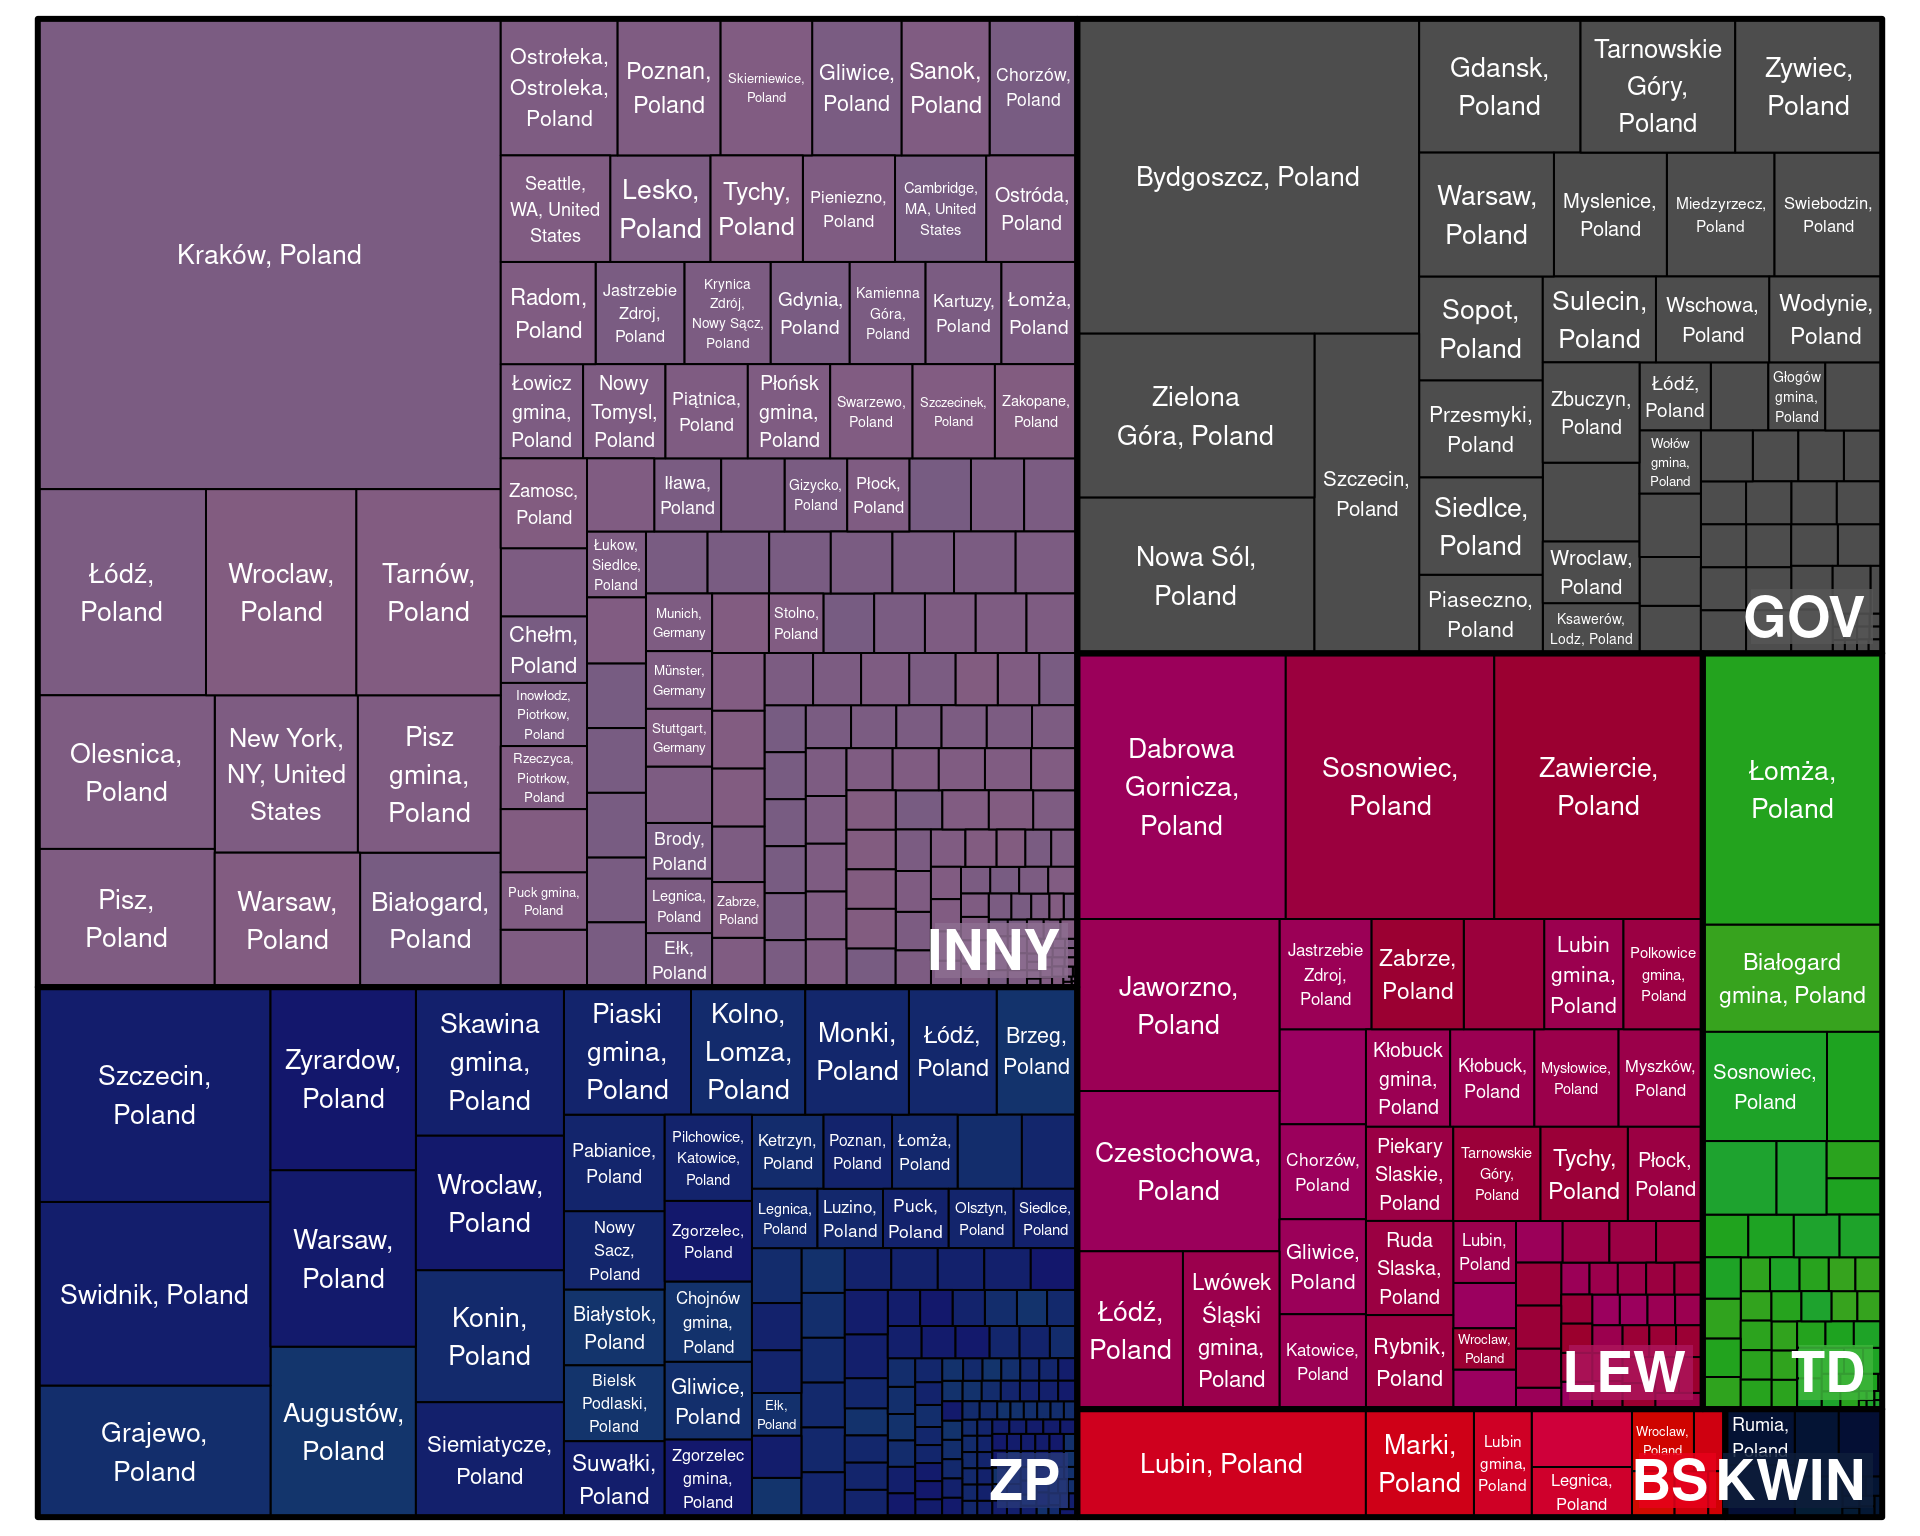 Kraków, Poland
Ostrołeka,
Ostroleka,
Poland
Poznan,
Poland
Skierniewice,
Poland
Gliwice,
Poland
Sanok,
Poland
Chorzów,
Poland
Seattle,
WA, United
States
Lesko,
Poland
Tychy,
Poland
Pieniezno,
Poland
Cambridge,
MA, United
States
Ostróda,
Poland
Radom,
Poland
Jastrzebie
Zdroj,
Poland
Krynica
Zdrój,
Nowy Sącz,
Poland
Gdynia,
Poland
Kamienna
Góra,
Poland
Kartuzy,
Poland
Łomża,
Poland
Łowicz
gmina,
Poland
Nowy
Tomysl,
Poland
Piątnica,
Poland
Płońsk
gmina,
Poland
Swarzewo,
Poland
Szczecinek,
Poland
Zakopane,
Poland
Zamosc,
Poland
Iława,
Poland
Gizycko,
Poland
Płock,
Poland
Łódź,
Poland
Wroclaw,
Poland
Tarnów,
Poland
Łukow,
Siedlce,
Poland
Munich,
Germany
Stolno,
Poland
Chełm,
Poland
Münster,
Germany
Inowłodz,
Piotrkow,
Poland
Stuttgart,
Germany
Rzeczyca,
Piotrkow,
Poland
Olesnica,
Poland
New York,
NY, United
States
Pisz
gmina,
Poland
Brody,
Poland
Puck gmina,
Poland
Legnica,
Poland
Zabrze,
Poland
Ełk,
Poland
Pisz,
Poland
Warsaw,
Poland
Białogard,
Poland
INNY
Bydgoszcz, Poland
Gdansk,
Poland
Tarnowskie
Góry,
Poland
Zywiec,
Poland
Warsaw,
Poland
Myslenice,
Poland
Miedzyrzecz,
Poland
Swiebodzin,
Poland
Sopot,
Poland
Sulecin,
Poland
Wschowa,
Poland
Wodynie,
Poland
Zielona
Góra, Poland
Szczecin,
Poland
Przesmyki,
Poland
Zbuczyn,
Poland
Łódź,
Poland
Głogów
gmina,
Poland
Wołów
gmina,
Poland
Nowa Sól,
Poland
Siedlce,
Poland
Wroclaw,
Poland
Piaseczno,
Poland
Ksawerów,
Lodz, Poland
GOV
Dabrowa
Gornicza,
Poland
Sosnowiec,
Poland
Zawiercie,
Poland
Jaworzno,
Poland
Jastrzebie
Zdroj,
Poland
Zabrze,
Poland
Lubin
gmina,
Poland
Polkowice
gmina,
Poland
Kłobuck
gmina,
Poland
Kłobuck,
Poland
Mysłowice,
Poland
Myszków,
Poland
Czestochowa,
Poland
Chorzów,
Poland
Piekary
Slaskie,
Poland
Tarnowskie
Góry,
Poland
Tychy,
Poland
Płock,
Poland
Gliwice,
Poland
Ruda
Slaska,
Poland
Lubin,
Poland
Łódź,
Poland
Lwówek
Śląski
gmina,
Poland
Katowice,
Poland
Rybnik,
Poland
Wroclaw,
Poland
LEW
Łomża,
Poland
Białogard
gmina, Poland
Sosnowiec,
Poland
TD
Szczecin,
Poland
Zyrardow,
Poland
Skawina
gmina,
Poland
Piaski
gmina,
Poland
Kolno,
Lomza,
Poland
Monki,
Poland
Łódź,
Poland
Brzeg,
Poland
Pabianice,
Poland
Pilchowice,
Katowice,
Poland
Ketrzyn,
Poland
Poznan,
Poland
Łomża,
Poland
Wroclaw,
Poland
Legnica,
Poland
Luzino,
Poland
Puck,
Poland
Olsztyn,
Poland
Siedlce,
Poland
Swidnik, Poland
Warsaw,
Poland
Nowy
Sacz,
Poland
Zgorzelec,
Poland
Konin,
Poland
Białystok,
Poland
Chojnów
gmina,
Poland
Grajewo,
Poland
Augustów,
Poland
Siemiatycze,
Poland
Bielsk
Podlaski,
Poland
Gliwice,
Poland
Ełk,
Poland
Suwałki,
Poland
Zgorzelec
gmina,
Poland
ZP
Lubin, Poland
Marki,
Poland
Lubin
gmina,
Poland
Legnica,
Poland
Wroclaw,
Poland
BS
Rumia,
Poland
KWIN